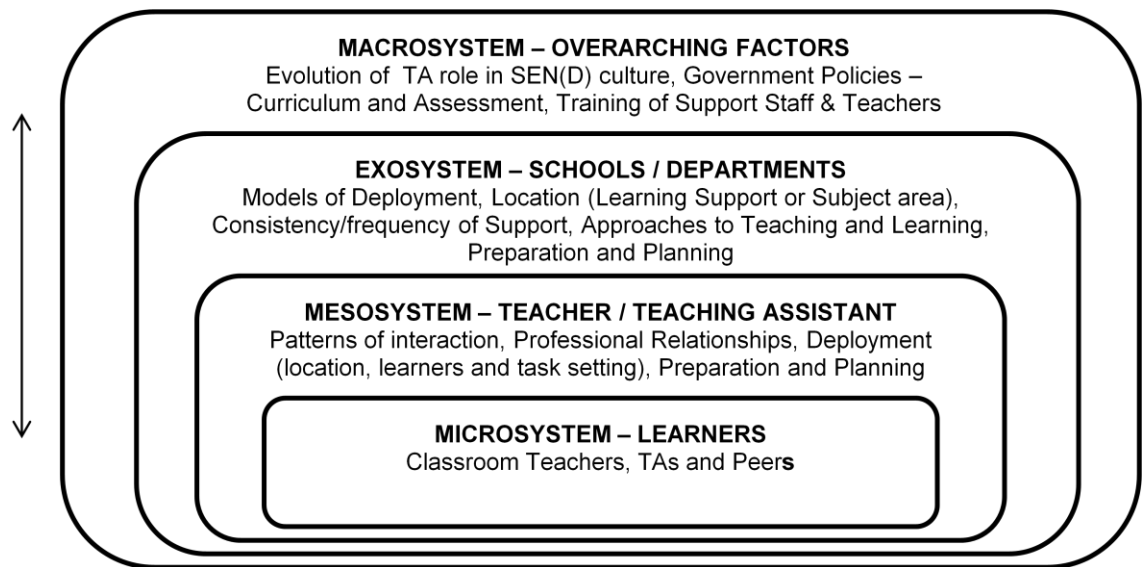 MACROSYSTEM – OVERARCHING FACTORS
Evolution of TA role in SEN(D) culture, Government Policies –
Curriculum and Assessment, Training of Support Staff & Teachers
EXOSYSTEM – SCHOOLS / DEPARTMENTS
Models of Deployment, Location (Learning Support or Subject area),
Consistency/frequency of Support, Approaches to Teaching and Learning,
Preparation and Planning
MESOSYSTEM – TEACHER / TEACHING ASSISTANT
Patterns of interaction, Professional Relationships, Deployment
(location, learners and task setting), Preparation and Planning
MICROSYSTEM – LEARNERS
Classroom Teachers, TAs and Peers